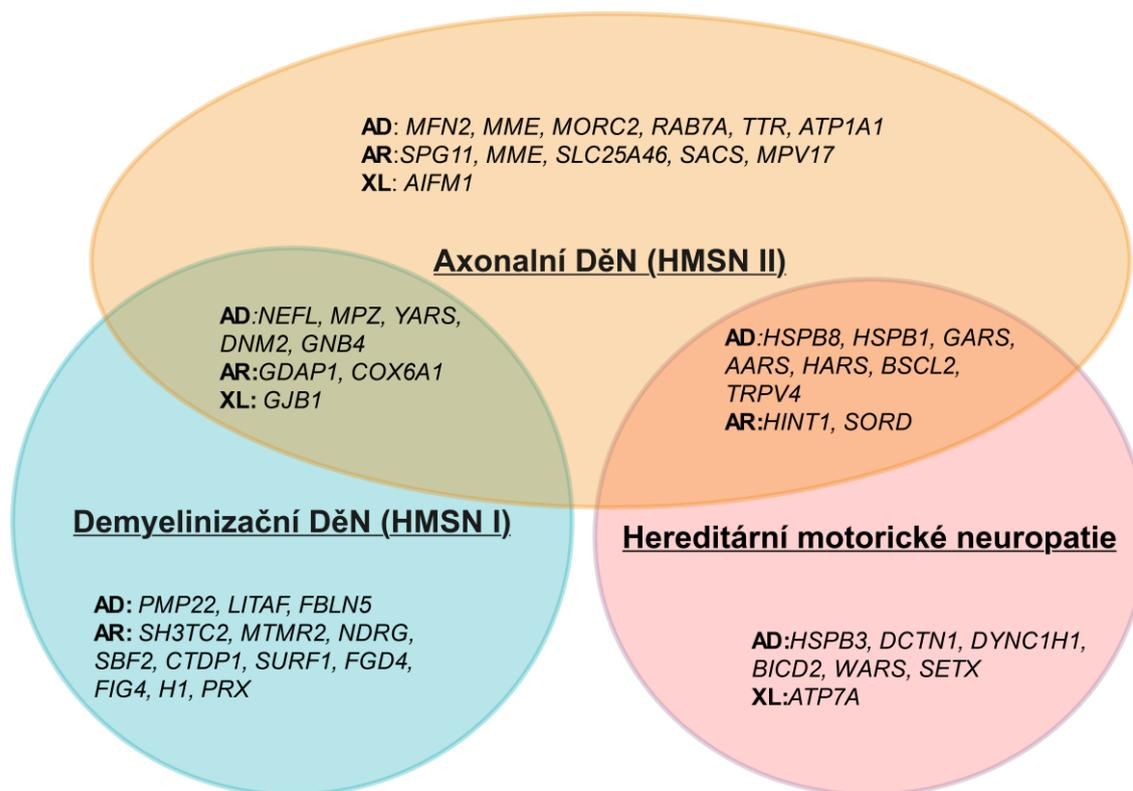 AD: MFN2, MME, MORC2, RAB7A, TTR, ATP1A1
AR:SPG11, MME, SLC25A46, SACS, MPV17
XL: AIFM1
Axonalní DěN (HMSN II)
AD:NEFL, MPZ, YARS,
DNM2, GNB4
AR:GDAP1, COX6A1
XL: GJB1
AD:HSPB8, HSPB1, GARS,
AARS, HARS, BSCL2,
TRPV4
AR:HINT1, SORD
Demyelinizační DěN (HMSN I)
Hereditární motorické neuropatie
AD: PMP22, LITAF, FBLN5
AR: SH3TC2, MTMR2, NDRG,
SBF2, CTDP1, SURF1, FGD4,
FIG4, H1, PRX
AD:HSPB3, DCTN1, DYNC1H1,
BICD2, WARS, SETX
XL:ATP7A